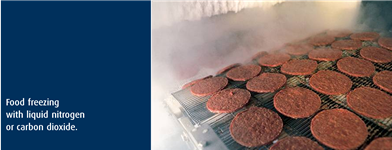 Food freezing
with liquid nitrogen
or carbon dioxide.